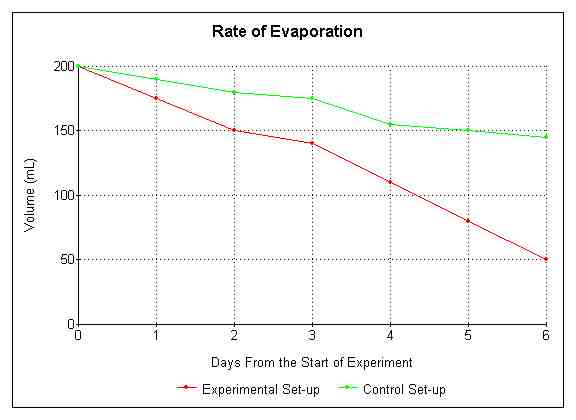 Rate of Evaporation
200
150
100
50
0
Volume (mL)
0 1 2 3 4 5 6
Days From the Start of Experiment
Experimental Set-up Control Set-up